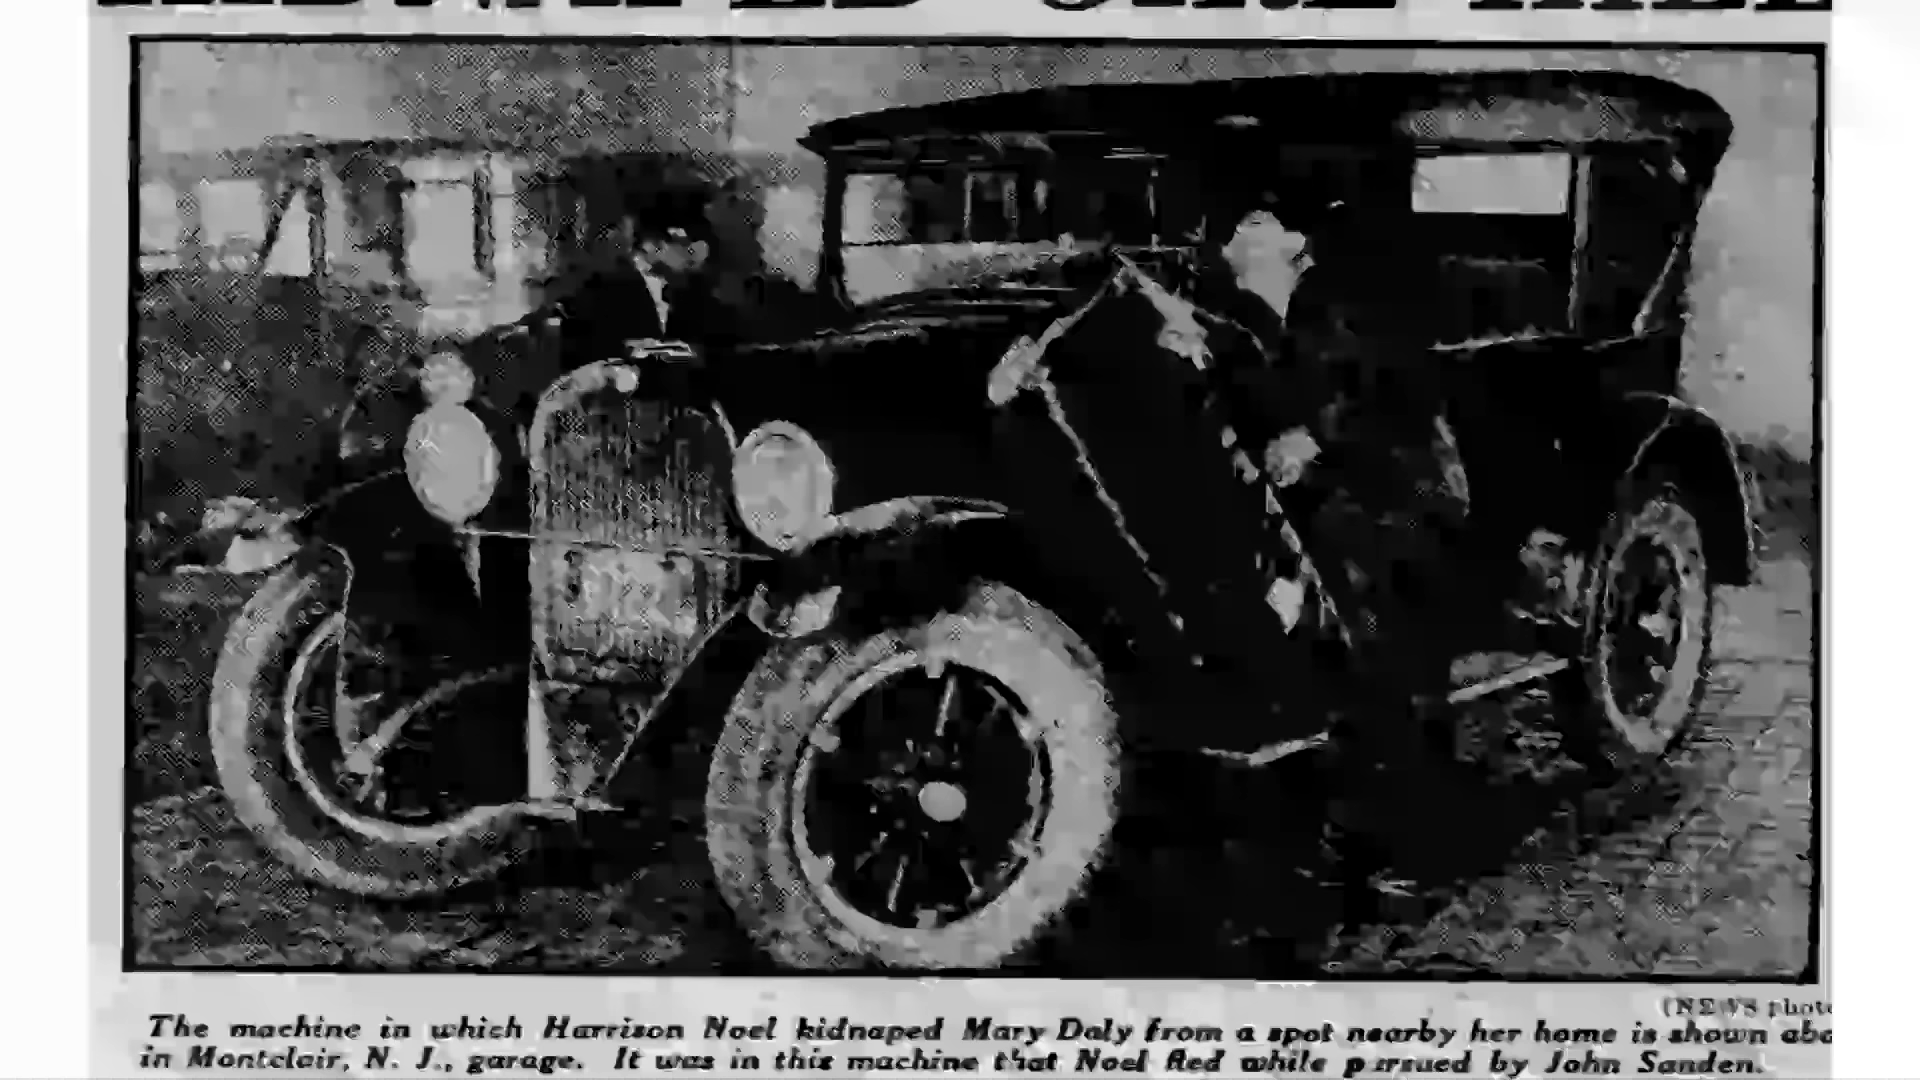 (NEWS photo
The machine in which Harrison Noel kidnaped Mary Daly from a spot nearby her home is shown abo
in Montclair, N. J., garage. It was in this machine that Noel fled while pursued by John Sanden.